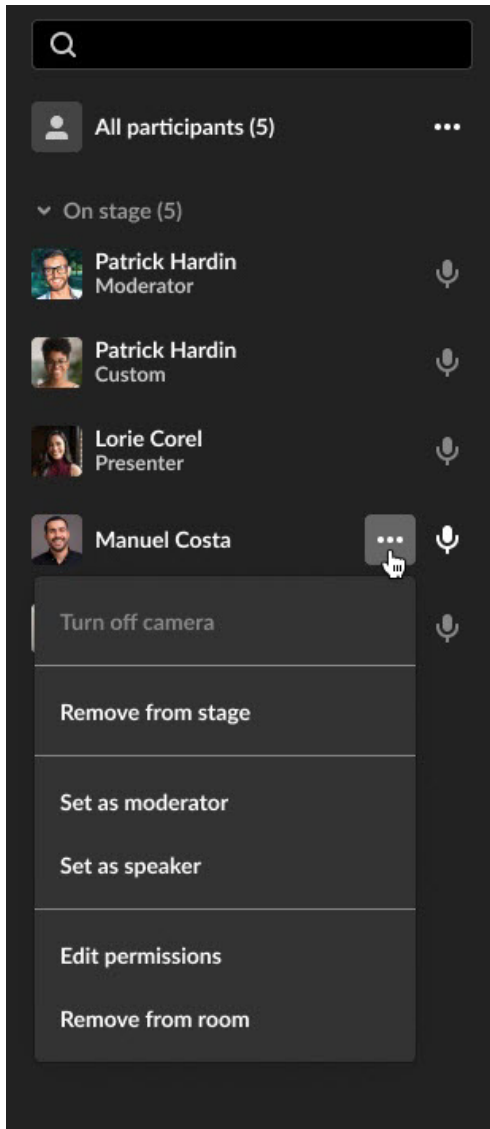 All participants (5)
On stage (5)
Patrick Hardin
Moderator
Patrick Hardin
Custom
Lorie Corel
Presenter
Manuel Costa
Turn off camera
Remove from stage
Set as moderator
Set as speaker
Edit permissions
Remove from room